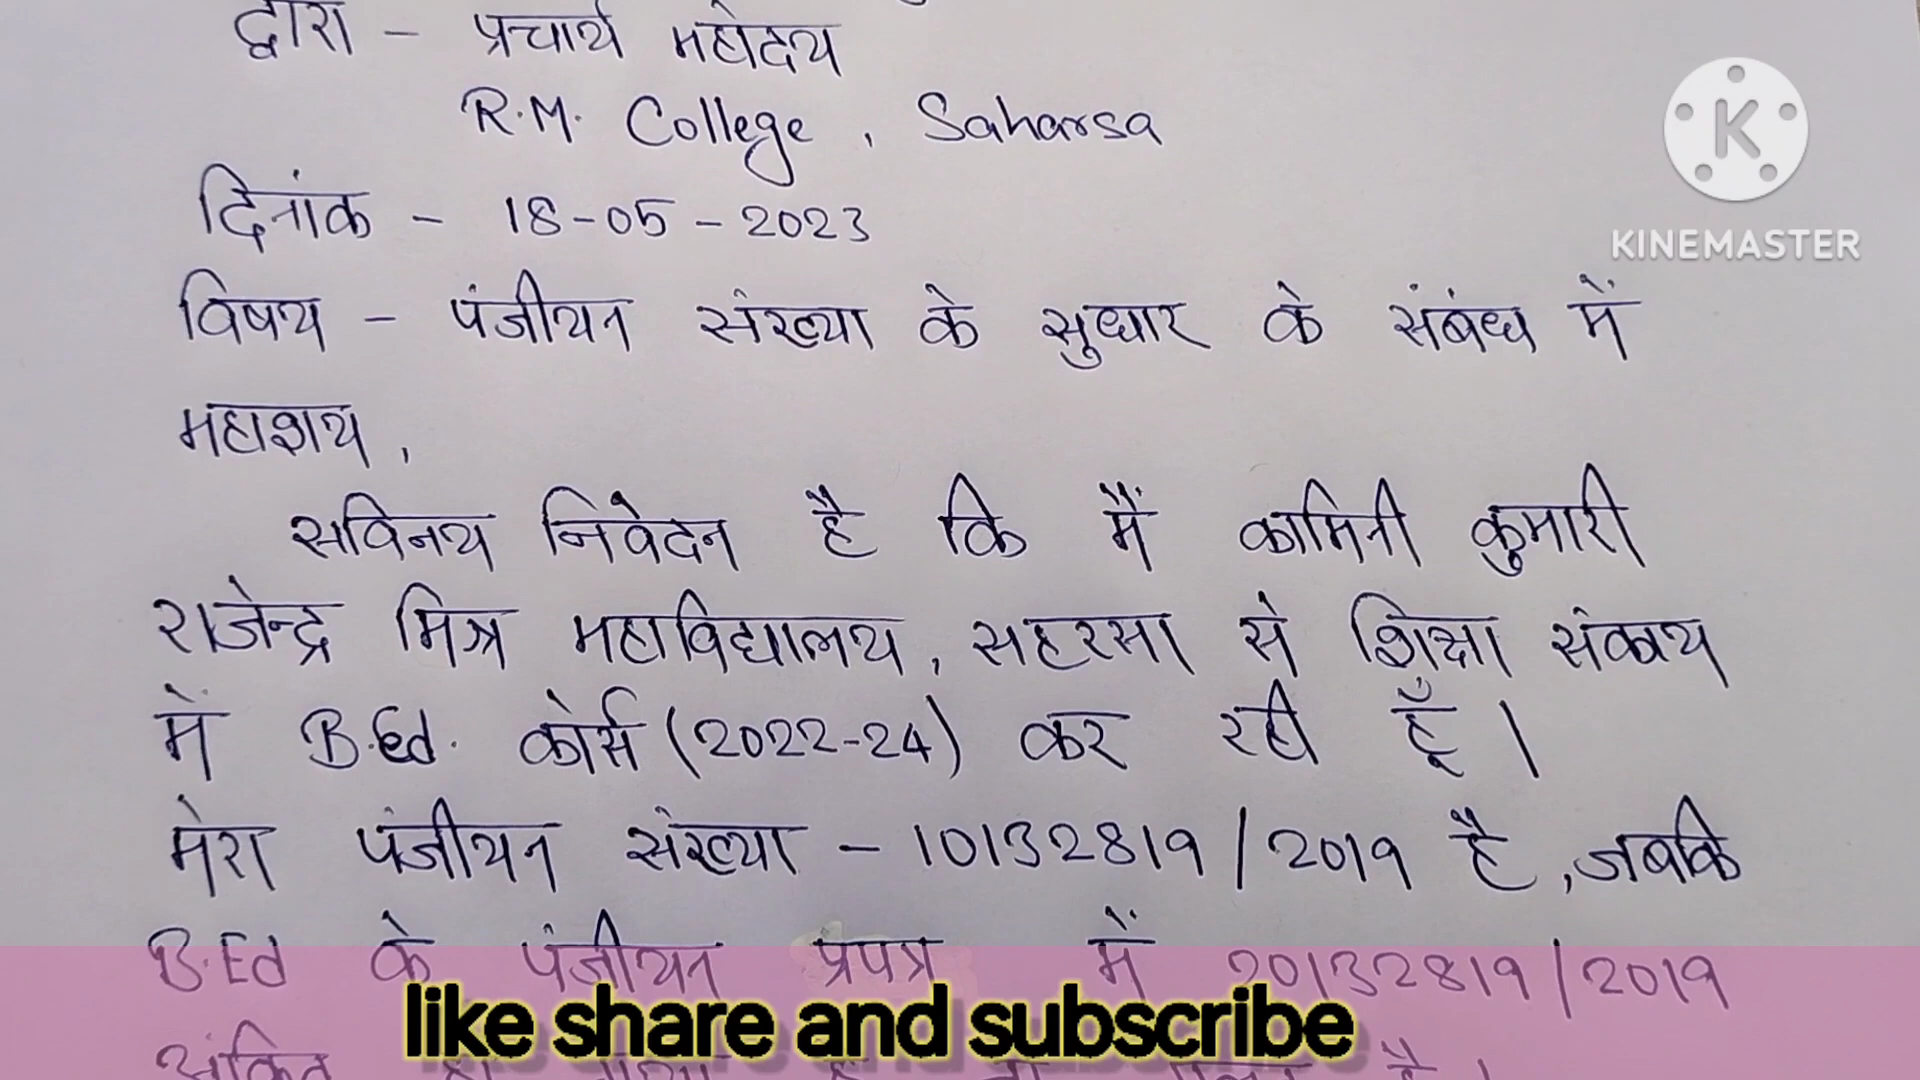 द्वारा - प्रचार्य महोदय
R.M. College, Saharsa
दिनांक - 18-05-2023
विषय - पंजीयन संख्या के सुधार के संबंध में
महाशय,
सविनय निवेदन है कि मैं कामिनी कुमारी
राजेन्द्र मिश्र महाविद्यालय, सहरसा से शिक्षा संकाय
में B.Ed. कोर्स (2022-24) कर रही हूँ।
मेरा पंजीयन संख्या - 10132819/2019 है, जबकि
B.Ed के पंजीयन प्रपत्र में 20132819/2019
अंकित है।
like share and subscribe
K
KINEMASTER